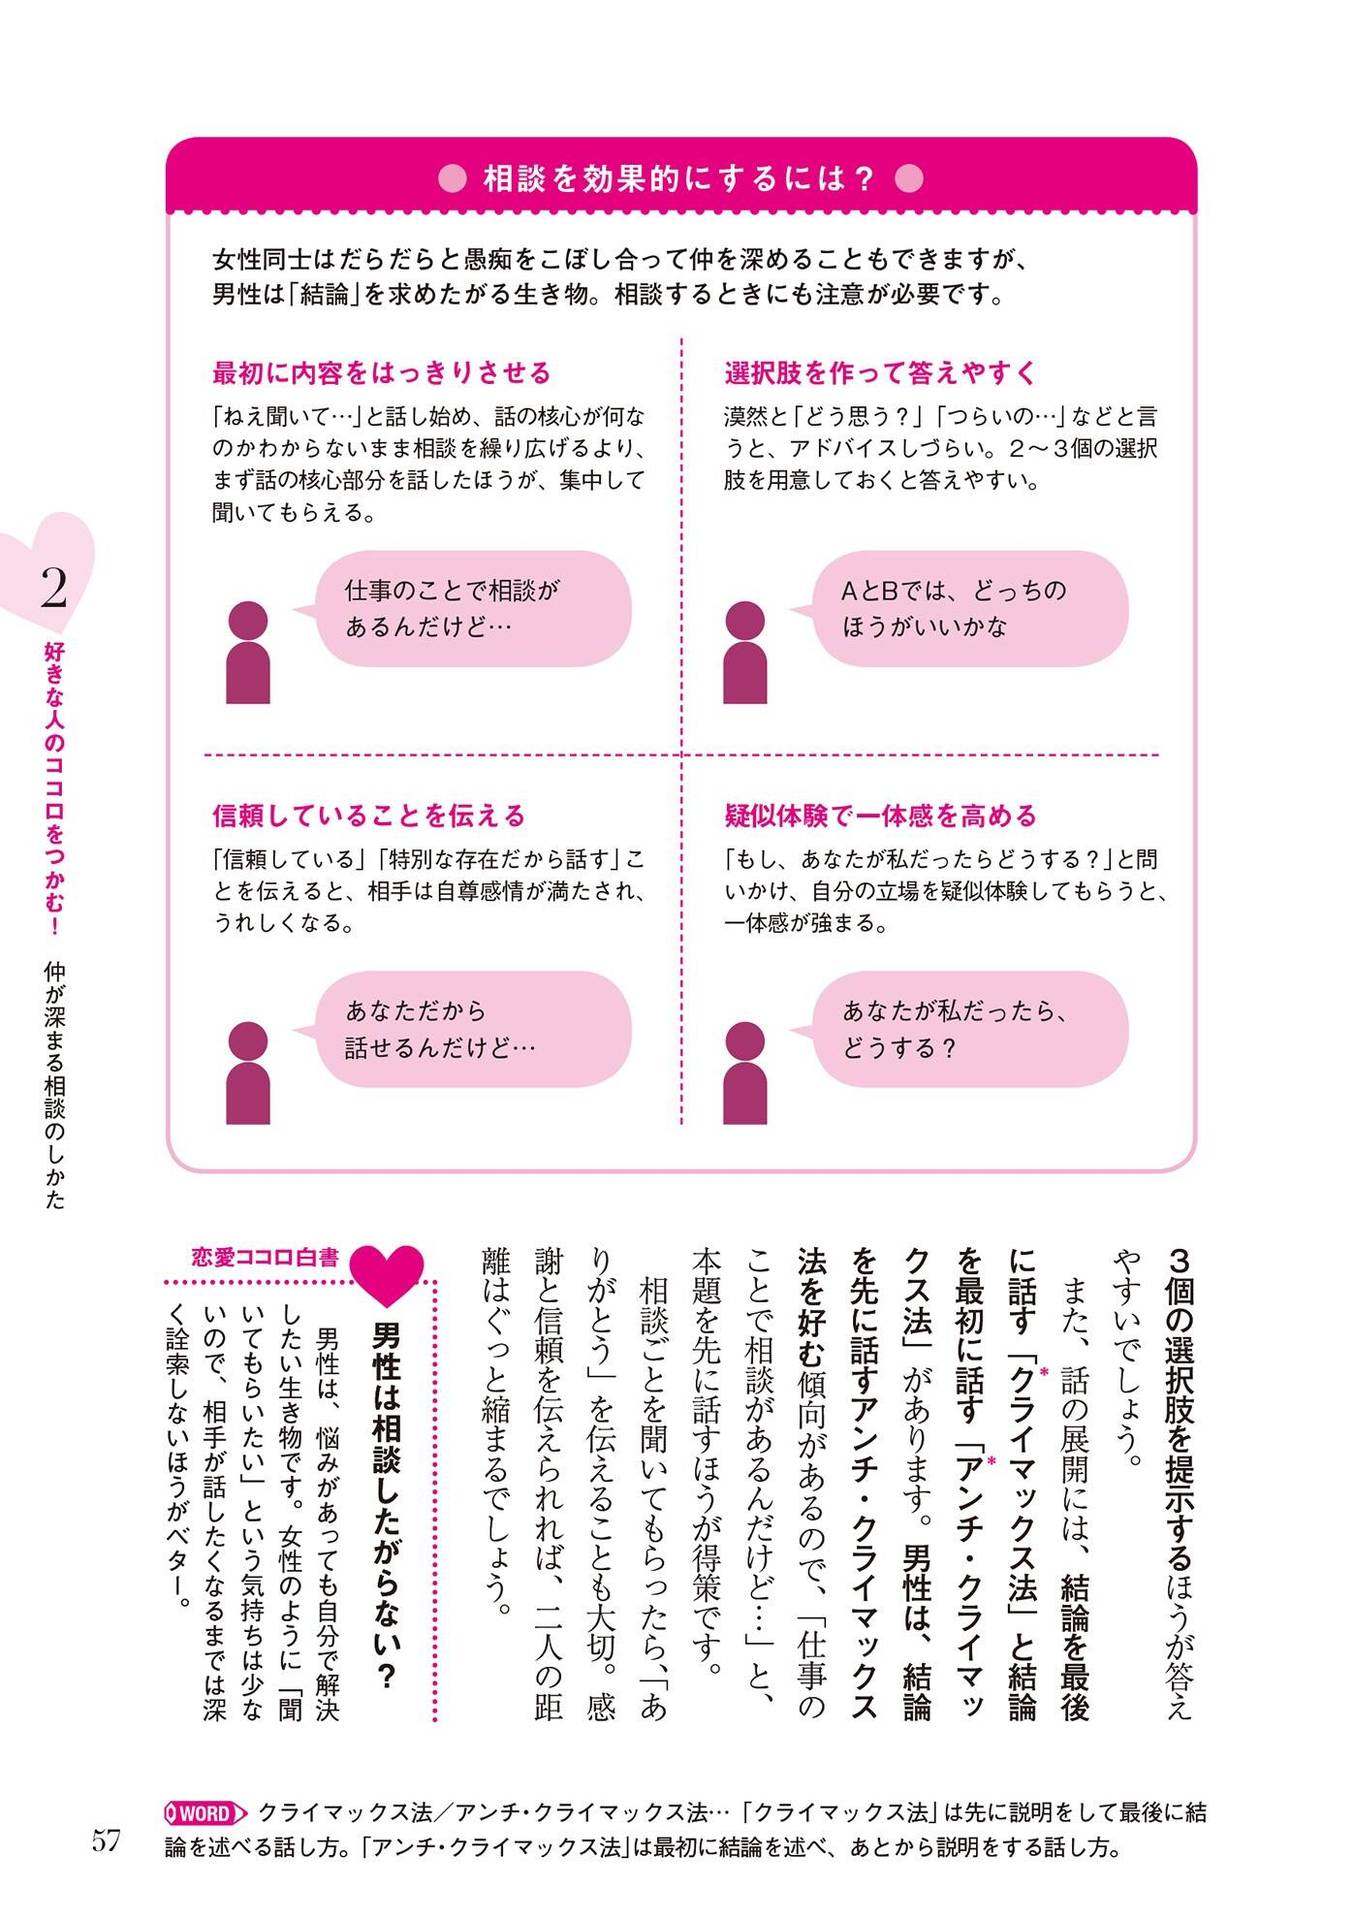 相談を効果的にするには？
女性同士はだらだらと愚痴をこぼし合って仲を深めることもできますが、
男性は「結論」を求めたがる生き物。相談するときにも注意が必要です。
最初に内容をはっきりさせる
「ねえ聞いて…」と話し始め、話の核心が何な
のかわからないまま相談を繰り広げるより、
まず話の核心部分を話したほうが、集中して
聞いてもらえる。
仕事のことで相談が
あるんだけど…
選択肢を作って答えやすく
漠然と「どう思う？」「つらいの…」などと言
うと、アドバイスしづらい。２〜３個の選択
肢を用意しておくと答えやすい。
AとBでは、どっちの
ほうがいいかな
信頼していることを伝える
「信頼している」「特別な存在だから話す」こ
とを伝えると、相手は自尊感情が満たされ、
うれしくなる。
あなただから
話せるんだけど…
疑似体験で一体感を高める
「もし、あなたが私だったらどうする？」と問
いかけ、自分の立場を疑似体験してもらうと、
一体感が強まる。
あなたが私だったら、
どうする？
2
好きな人のココロをつかむ！　仲が深まる相談のしかた
３個の選択肢を提示するほうが答え
やすいでしょう。
また、話の展開には、結論を最後
に話す「クライマックス法*」と結論
を最初に話す「アンチ・クライマッ
クス法*」があります。男性は、結論
を先に話すアンチ・クライマックス
法を好む傾向があるので、「仕事の
ことで相談があるんだけど…」と、
本題を先に話すほうが得策です。
相談ごとを聞いてもらったら、「あ
りがとう」を伝えることも大切。感
謝と信頼を伝えられれば、二人の距
離はぐっと縮まるでしょう。
恋愛ココロ白書
男性は相談したがらない？
男性は、悩みがあっても自分で解決
したい生き物です。女性のように「聞
いてもらいたい」という気持ちは少な
いので、相手が話したくなるまでは深
く詮索しないほうがベター。
WORD クライマックス法／アンチ・クライマックス法…「クライマックス法」は先に説明をして最後に結
論を述べる話し方。「アンチ・クライマックス法」は最初に結論を述べ、あとから説明をする話し方。
57